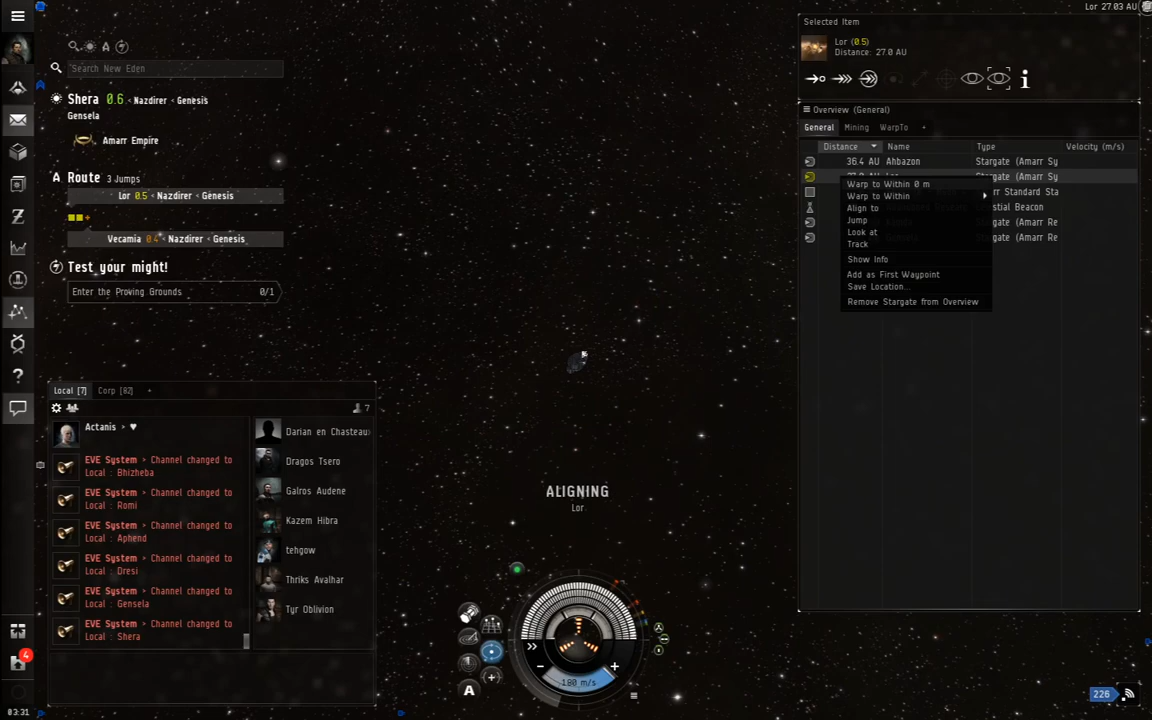 Lor 27.03 AU
Search New Eden
Shera 0.6 < Nazdirer < Genesis
Gensela
Amarr Empire
Route 3 Jumps
Lor 0.5 < Nazdirer < Genesis
Vecamia 0.4 < Nazdirer < Genesis
Test your might!
Enter the Proving Grounds 0/1
Selected Item
Lor (0.5)
Distance: 27.0 AU
Overview (General)
General Mining WarpTo +
Distance Name Type Velocity (m/s)
36.4 AU Ahbazon Stargate (Amarr Sy
Stargate (Amarr Sy
Standard Sta
Beacon
Stargate (Amarr Re
Stargate (Amarr Re
Warp to Within 0 m
Warp to Within
Align to
Jump
Look at
Track
Show Info
Add as First Waypoint
Save Location...
Remove Stargate from Overview
Local [7] Corp [82] +
7
Actanis > ♥
EVE System > Channel changed to
Local : Bhizheba
EVE System > Channel changed to
Local : Romi
EVE System > Channel changed to
Local : Aphend
EVE System > Channel changed to
Local : Dresi
EVE System > Channel changed to
Local : Gensela
EVE System > Channel changed to
Local : Shera
Darian en Chasteau
Dragos Tsero
Galros Audene
Kazem Hibra
tehgow
Thriks Avalhar
Tyr Oblivion
ALIGNING
Lor
180 m/s
A
4
03:31
226